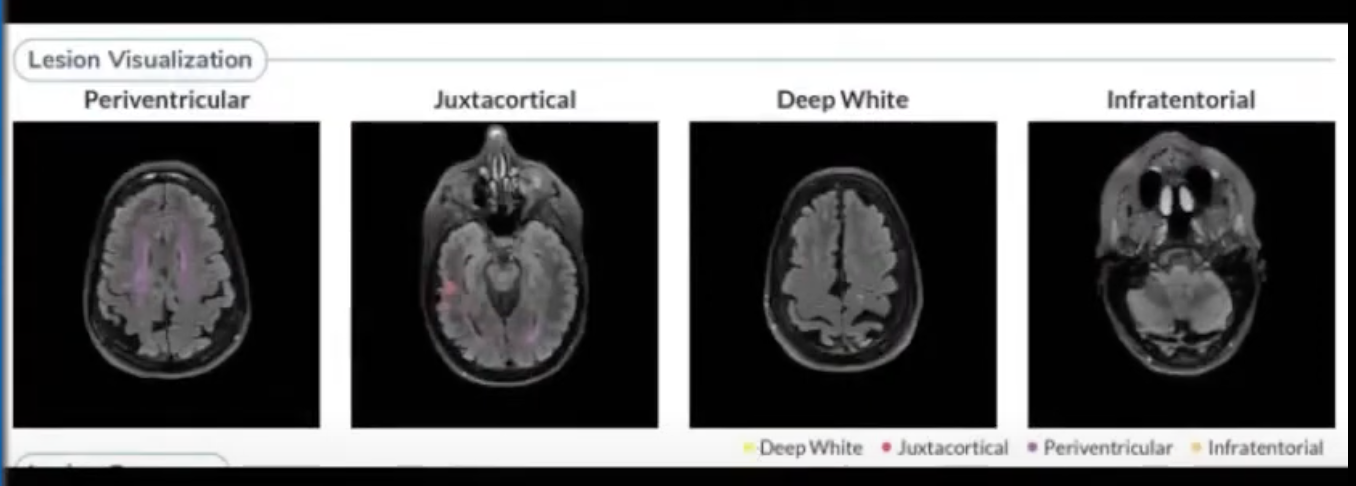 Lesion Visualization
Periventricular
Juxtacortical
Deep White
Infratentorial
Deep White
Juxtacortical
Periventricular
Infratentorial